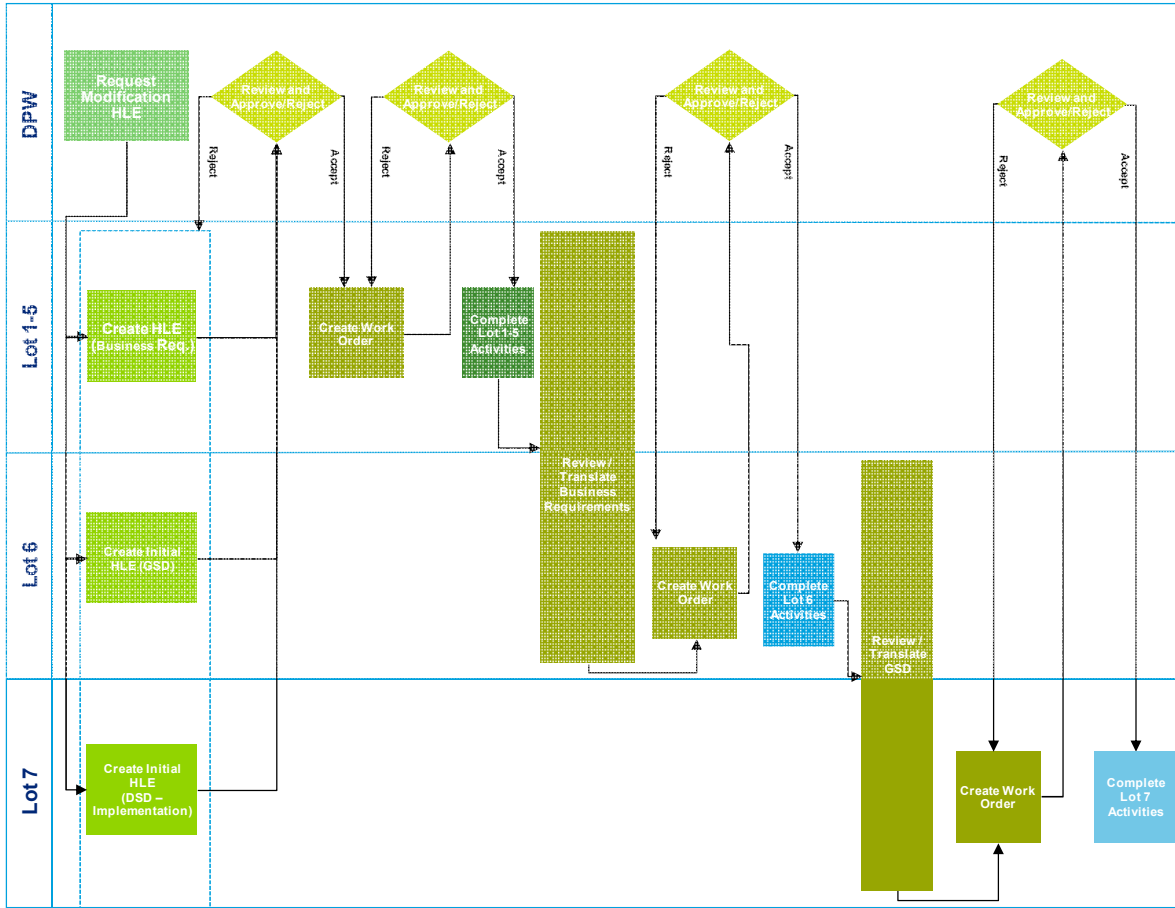 DPW
Request
Modification
HLE
Review and
Approve/Reject
Review and
Approve/Reject
Review and
Approve/Reject
Review and
Approve/Reject
Reject
Accept
Reject
Accept
Reject
Accept
Reject
Accept
Lot 1-5
Create HLE
(Business Req.)
Create Work
Order
Complete
Lot 1-5
Activities
Review /
Translate
Business
Requirements
Lot 6
Create Initial
HLE (GSD)
Create Work
Order
Complete
Lot 6
Activities
Review /
Translate
GSD
Lot 7
Create Initial
HLE
(DSD –
Implementation)
Create Work
Order
Complete
Lot 7
Activities